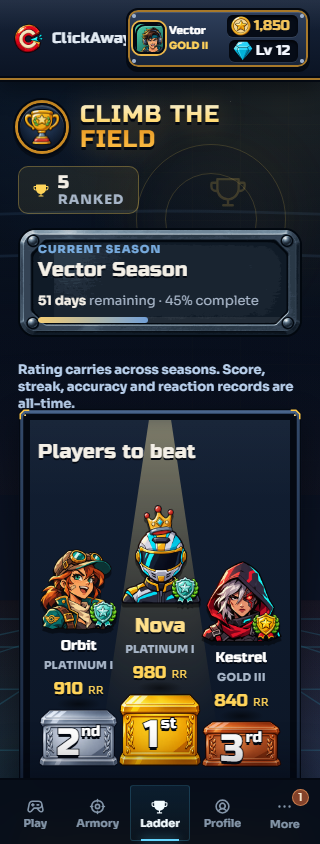 ClickAway
Vector
GOLD II
1,850
Lv 12
CLIMB THE
FIELD
5
RANKED
CURRENT SEASON
Vector Season
51 days remaining · 45% complete
Rating carries across seasons. Score,
streak, accuracy and reaction records are
all-time.
Players to beat
Orbit
PLATINUM I
910 RR
2nd
Nova
PLATINUM I
980 RR
1st
Kestrel
GOLD III
840 RR
3rd
Play
Armory
Ladder
Profile
More
1